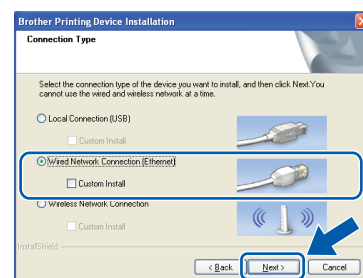 Brother Printing Device Installation
Connection Type
Select the connection type of the device you want to install, and then click Next.You
cannot use the wired and wireless network at a time.
Local Connection (USB)
Custom Install
Wired Network Connection (Ethernet)
Custom Install
Wireless Network Connection
Custom Install
InstallShield
< Back
Next >
Cancel